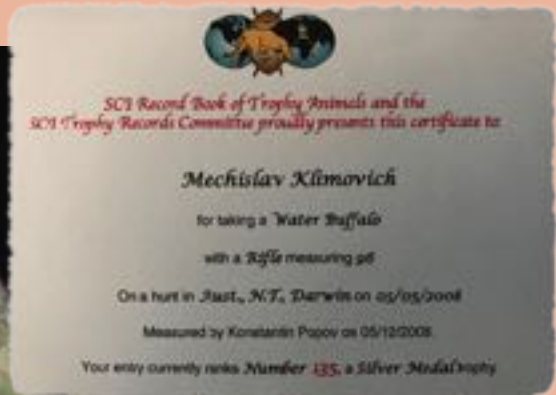 SCI Record Book of Trophy Animals and the
SCI Trophy Records Committee proudly presents this certificate to
Mechislav Klimovich
for taking a Water Buffalo
with a Rifle measuring
On a hunt in Aust., N.T. Darwin on 05/05/2008
Measured by Konstantin Popov on 05/12/2008.
Your entry currently ranks Number 135, a Silver Medal trophy